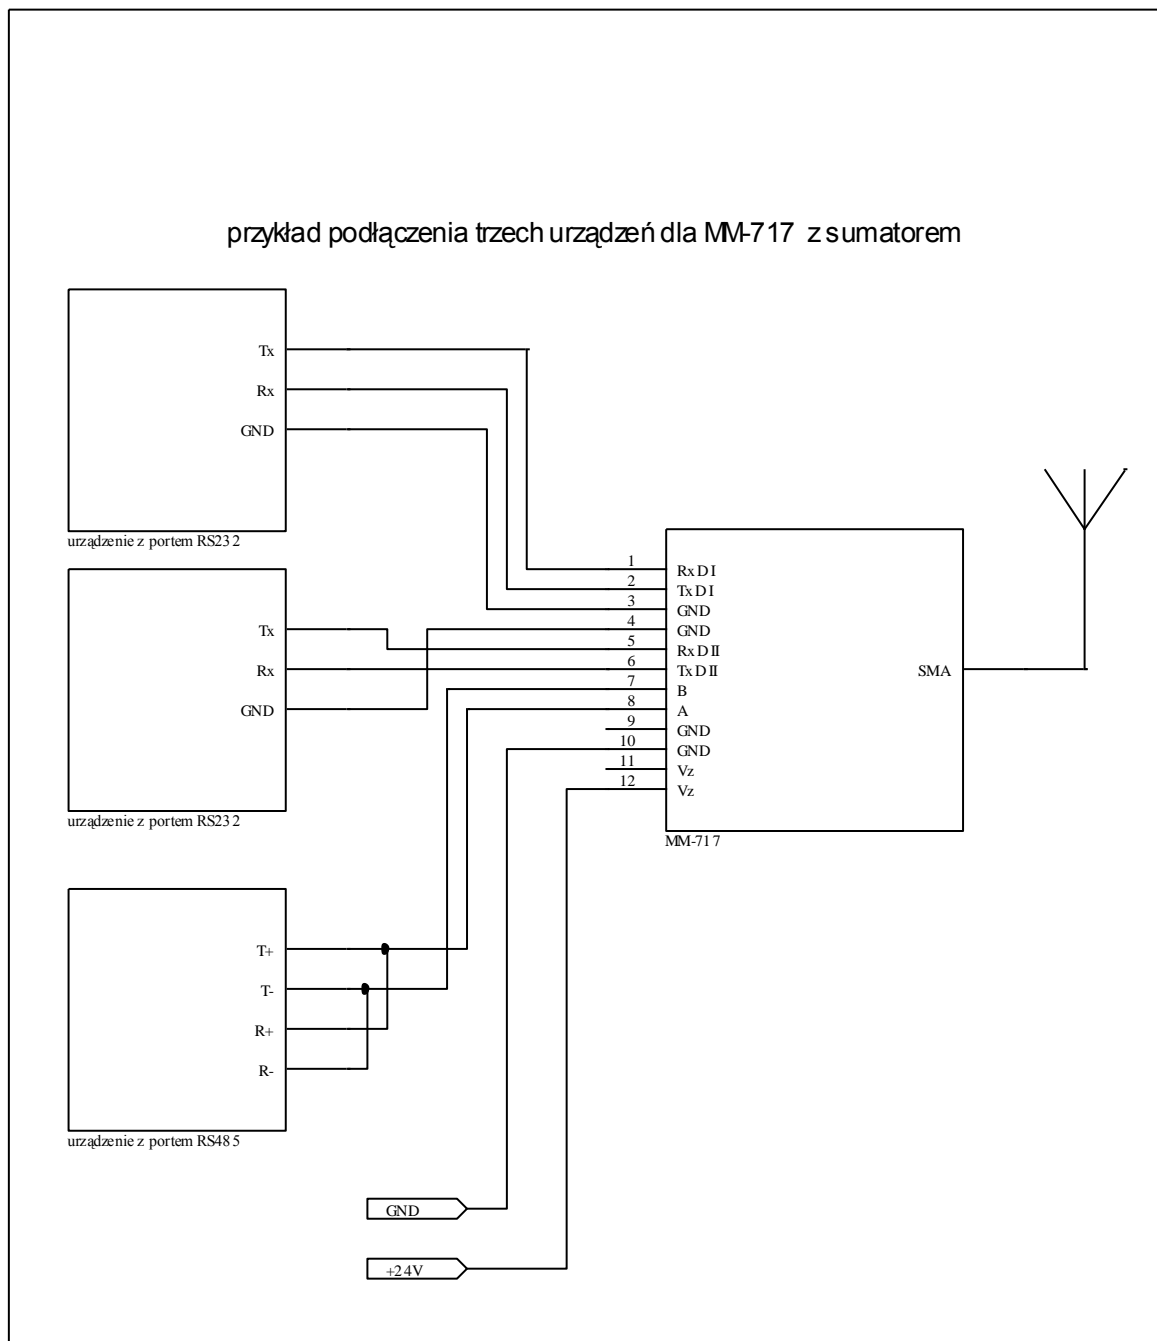 przykład podłączenia trzech urządzeń dla MM-717 z sumatorem
Tx
Rx
GND
urządzenie z portem RS232
Tx
Rx
GND
urządzenie z portem RS232
T+
T-
R+
R-
urządzenie z portem RS485
GND
+24V
1 RxD I
2 TxD I
3 GND
4 GND
5 RxD II
6 TxD II
7 B
8 A
9 GND
10 GND
11 Vz
12 Vz
SMA
MM-717